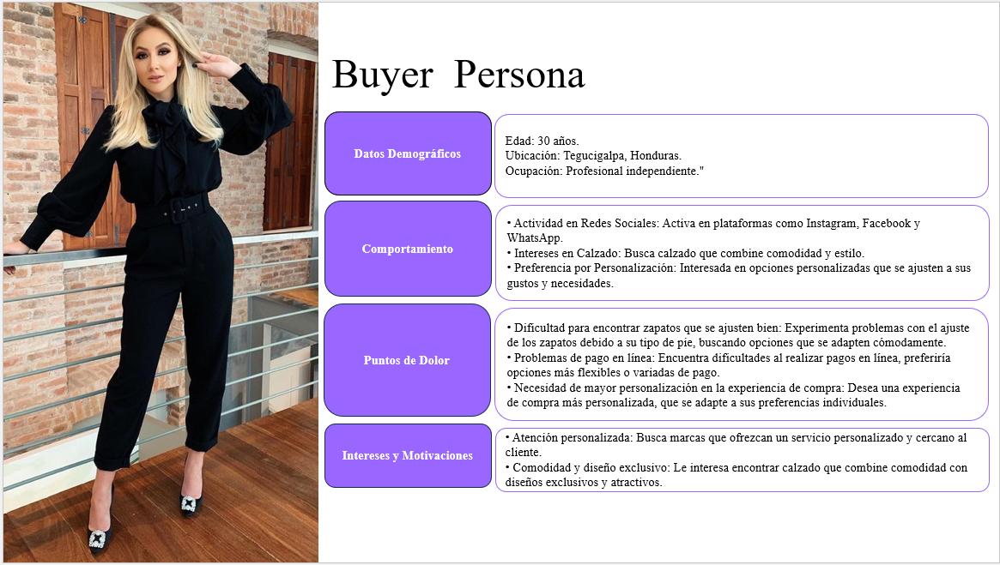 Buyer Persona
Datos Demográficos
Edad: 30 años.
Ubicación: Tegucigalpa, Honduras.
Ocupación: Profesional independiente."
Comportamiento
• Actividad en Redes Sociales: Activa en plataformas como Instagram, Facebook y
WhatsApp.
• Intereses en Calzado: Busca calzado que combine comodidad y estilo.
• Preferencia por Personalización: Interesada en opciones personalizadas que se ajusten a sus
gustos y necesidades.
Puntos de Dolor
• Dificultad para encontrar zapatos que se ajusten bien: Experimenta problemas con el ajuste
de los zapatos debido a su tipo de pie, buscando opciones que se adapten cómodamente.
• Problemas de pago en línea: Encuentra dificultades al realizar pagos en línea, preferiría
opciones más flexibles o variadas de pago.
• Necesidad de mayor personalización en la experiencia de compra: Desea una experiencia
de compra más personalizada, que se adapte a sus preferencias individuales.
Intereses y Motivaciones
• Atención personalizada: Busca marcas que ofrezcan un servicio personalizado y cercano al
cliente.
• Comodidad y diseño exclusivo: Le interesa encontrar calzado que combine comodidad con
diseños exclusivos y atractivos.